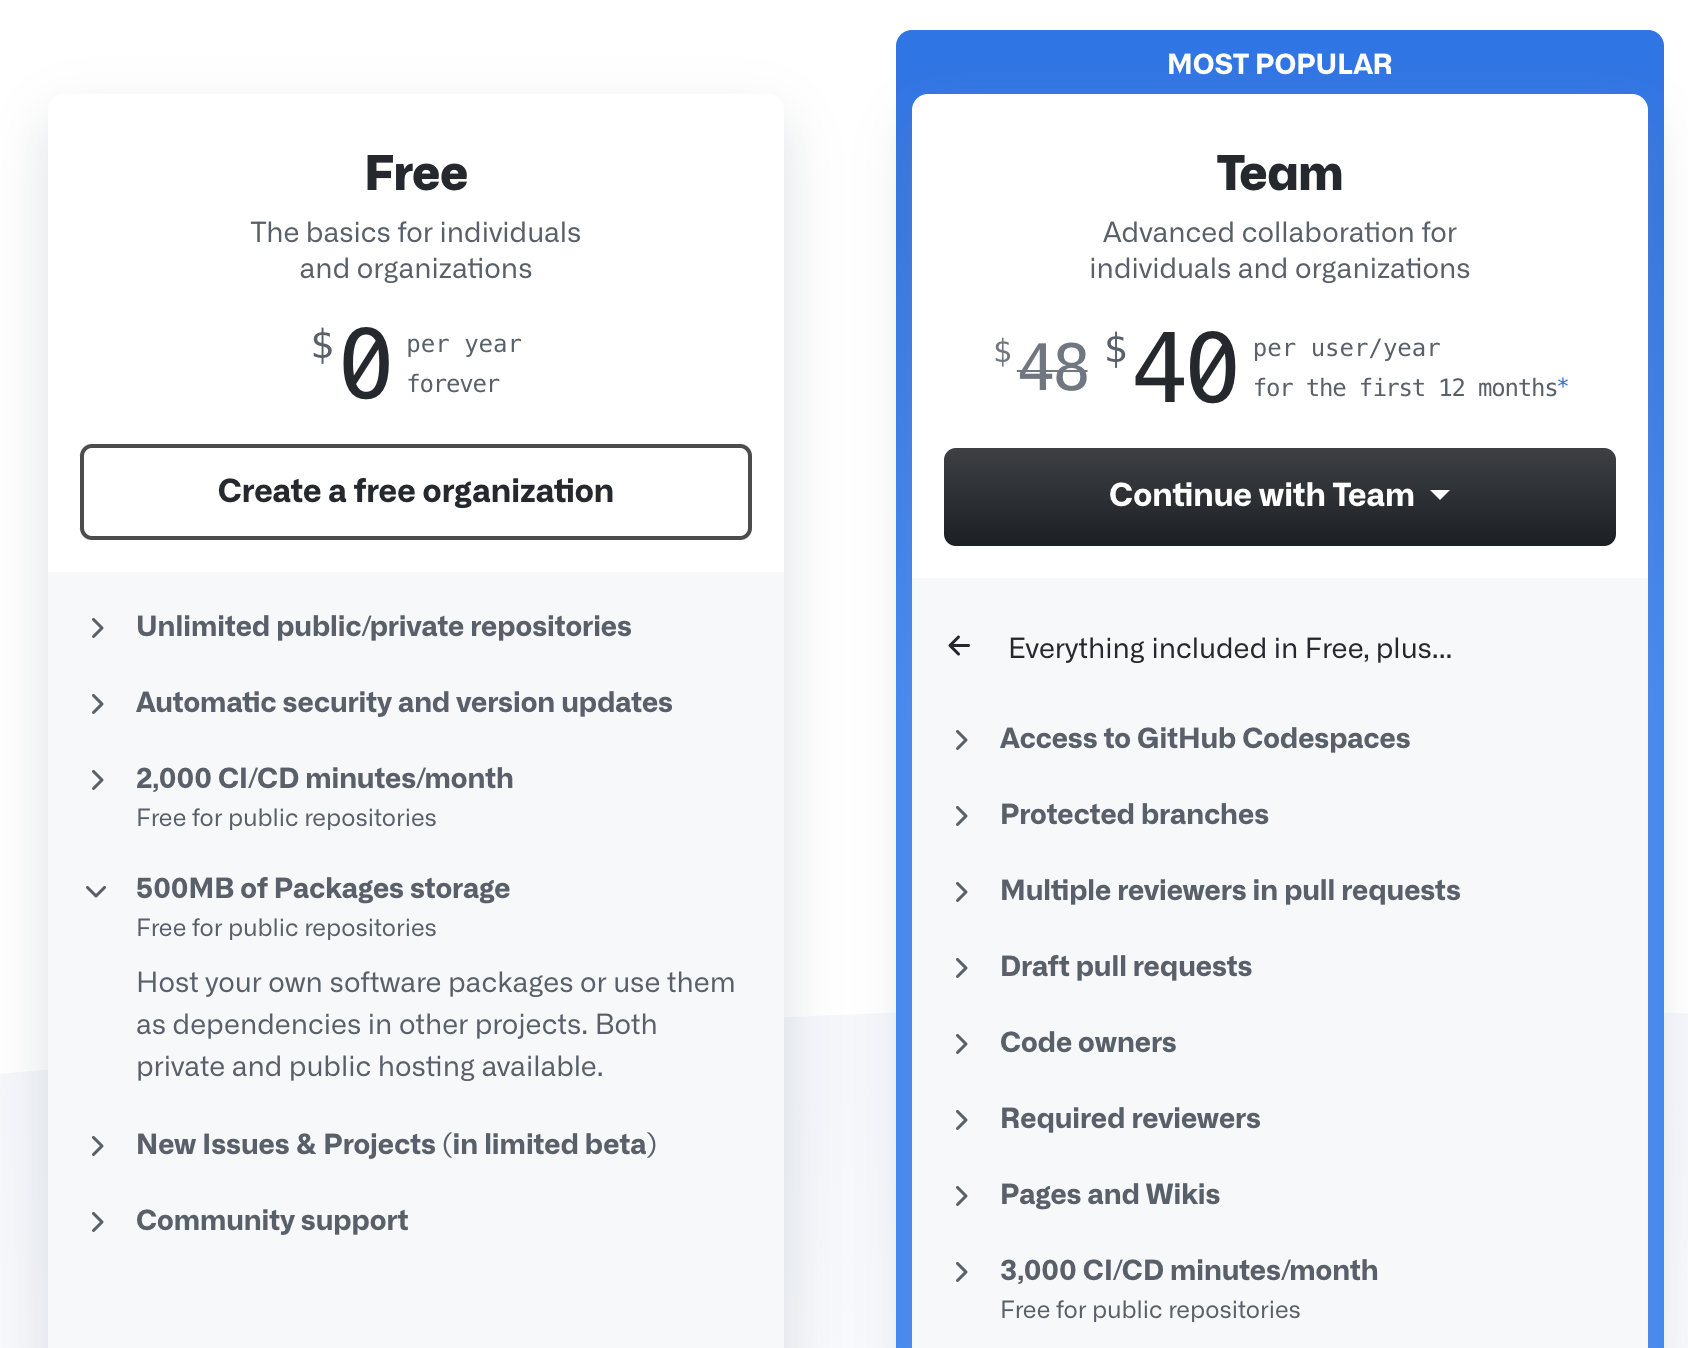 Free
The basics for individuals
and organizations
$0 per year
forever
Create a free organization
Unlimited public/private repositories
Automatic security and version updates
2,000 CI/CD minutes/month
Free for public repositories
500MB of Packages storage
Free for public repositories
Host your own software packages or use them
as dependencies in other projects. Both
private and public hosting available.
New Issues & Projects (in limited beta)
Community support
MOST POPULAR
Team
Advanced collaboration for
individuals and organizations
$48 $40 per user/year
for the first 12 months*
Continue with Team
Everything included in Free, plus...
Access to GitHub Codespaces
Protected branches
Multiple reviewers in pull requests
Draft pull requests
Code owners
Required reviewers
Pages and Wikis
3,000 CI/CD minutes/month
Free for public repositories